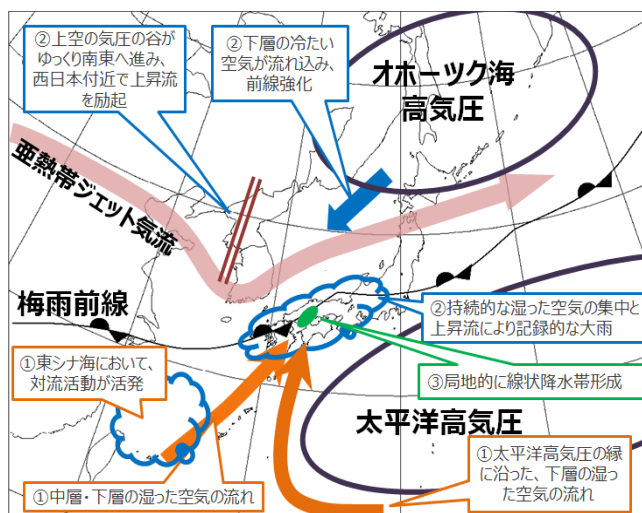 ②上空の気圧の谷が
ゆっくり南東へ進み、
西日本付近で上昇流
を励起
②下層の冷たい
空気が流れ込み、
前線強化
オホーツク海
高気圧
亜熱帯ジェット気流
梅雨前線
②持続的な湿った空気の集中と
上昇流により記録的な大雨
①東シナ海において、
対流活動が活発
③局地的に線状降水帯形成
太平洋高気圧
①中層・下層の湿った空気の流れ
①太平洋高気圧の縁
に沿った、下層の湿
った空気の流れ